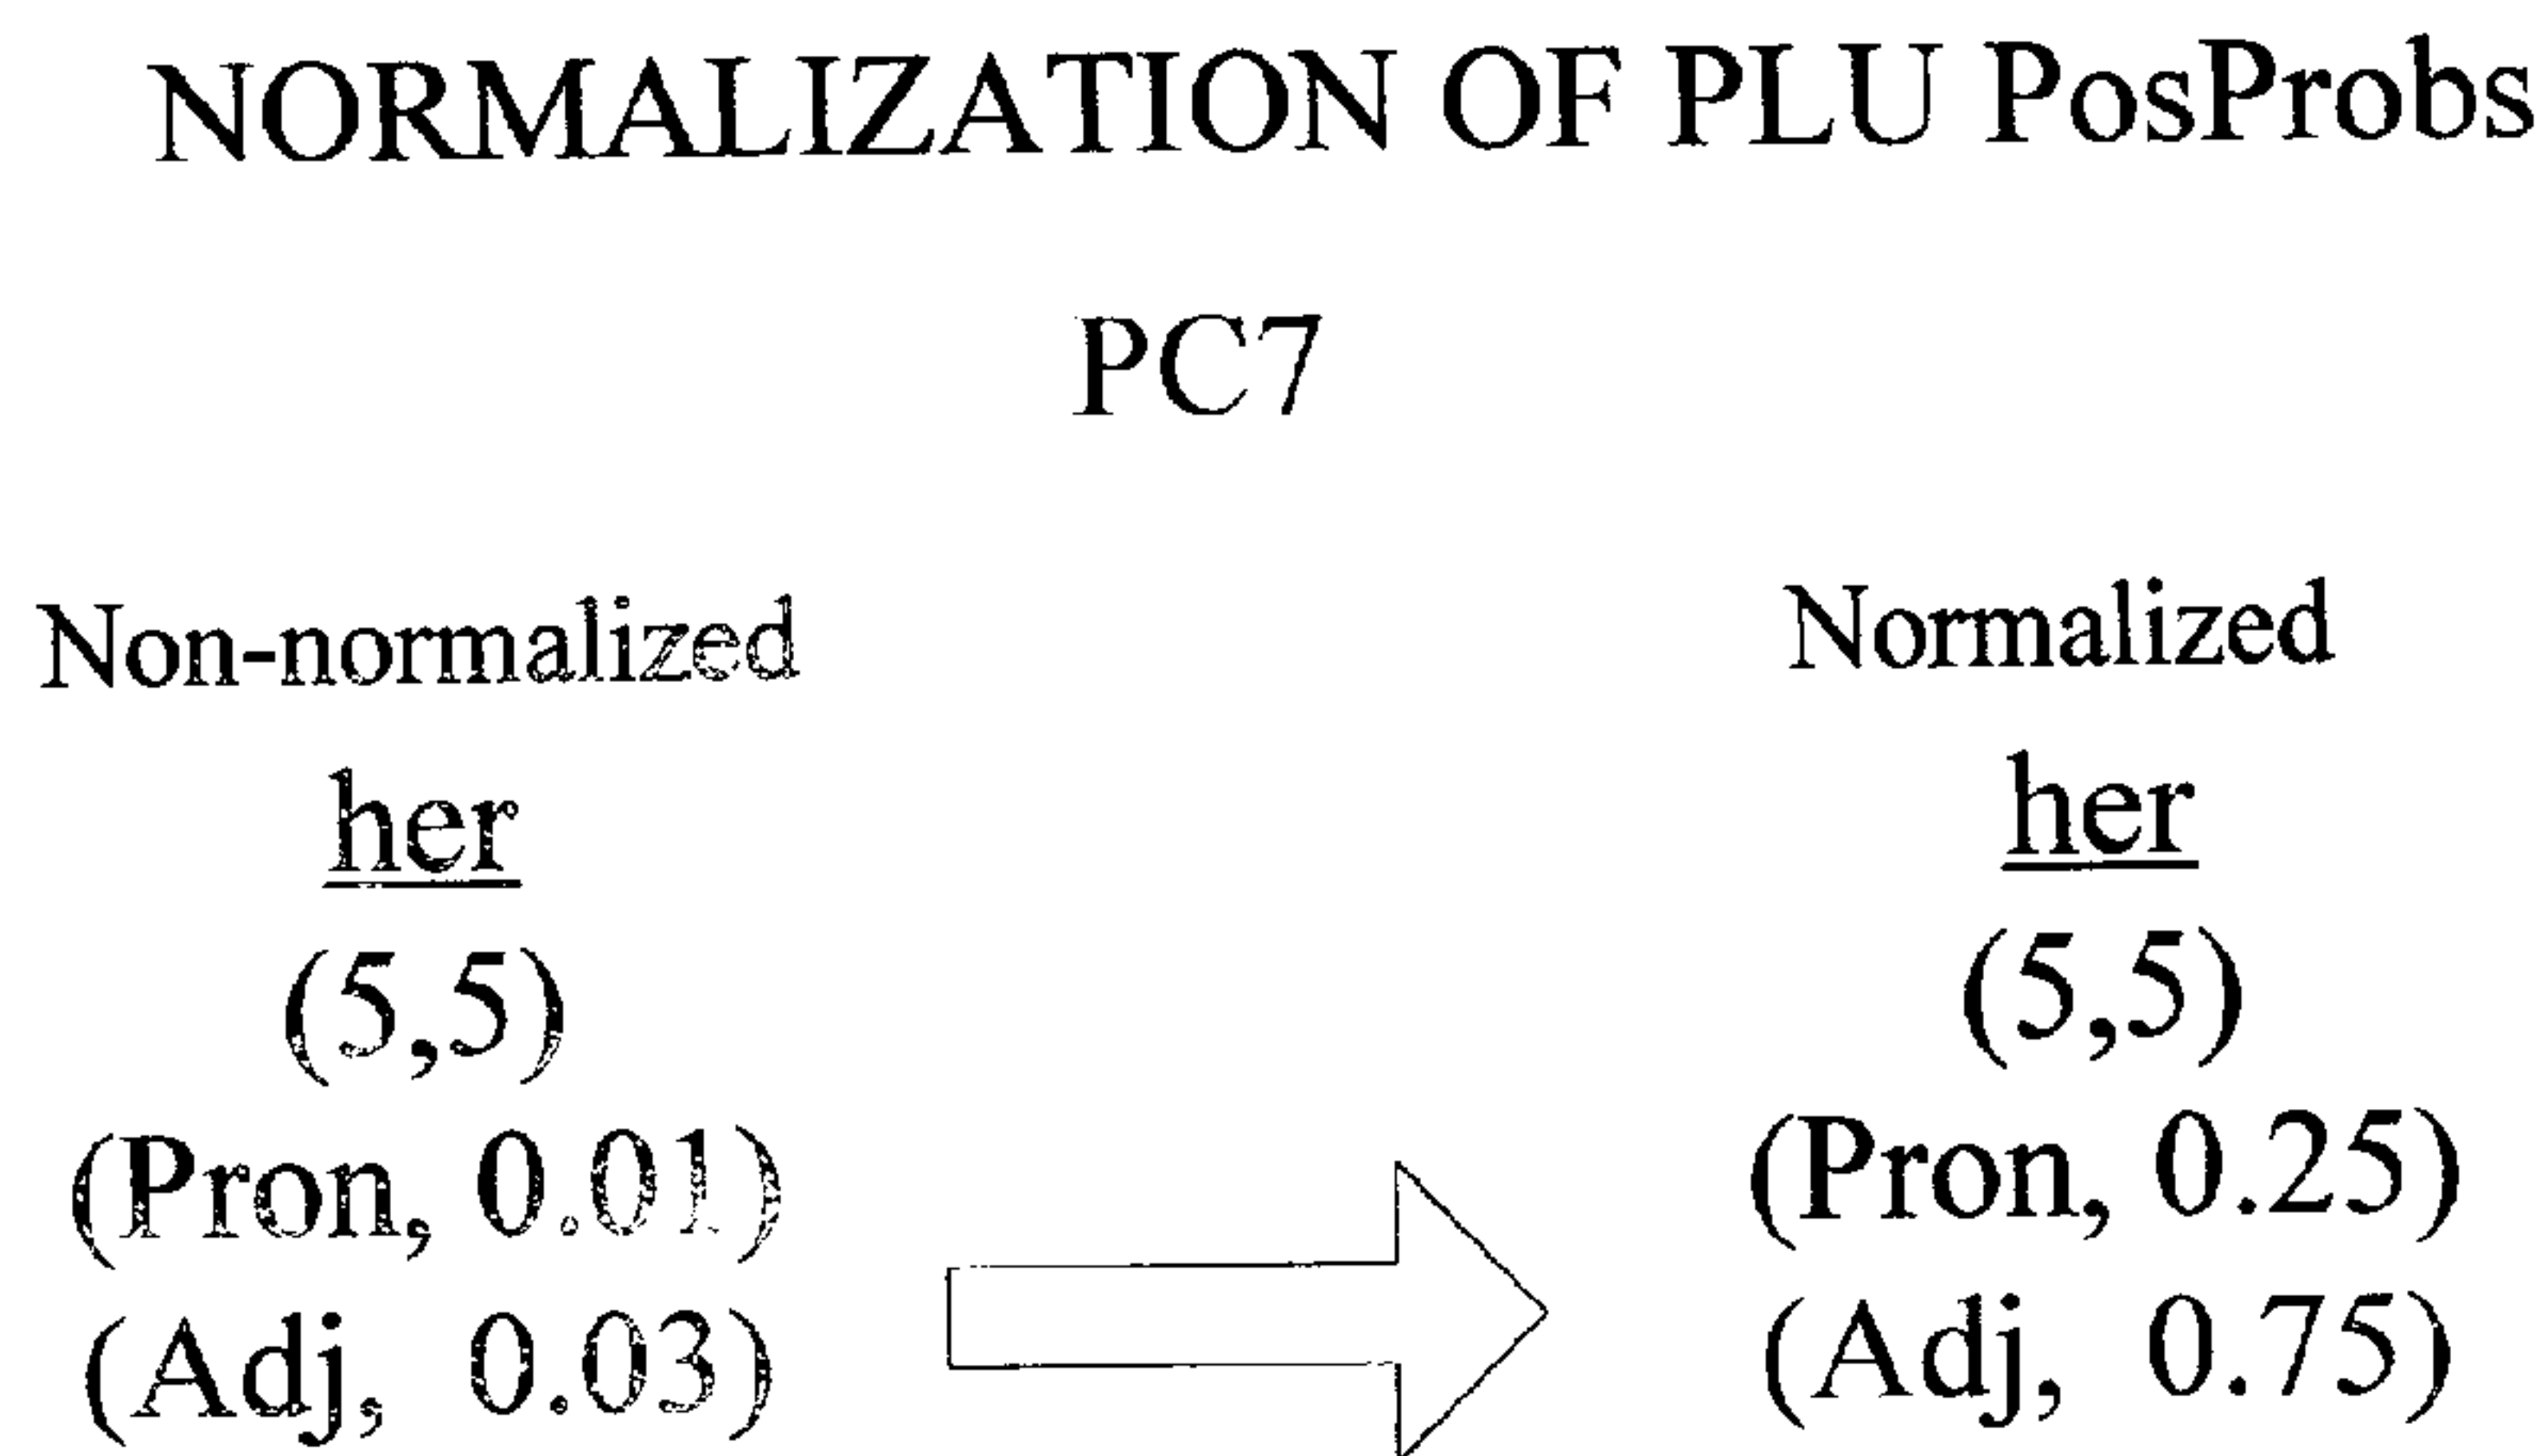 NORMALIZATION OF PLU PosProbs
PC7
Non-normalized
her
(5,5)
(Pron, 0.01)
(Adj, 0.03)
Normalized
her
(5,5)
(Pron, 0.25)
(Adj, 0.75)